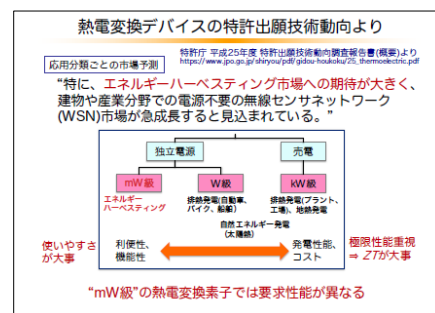 熱電変換デバイスの特許出願技術動向より
特許庁 平成25年度 特許出願技術動向調査報告書(概要)より
https://www.jpo.go.jp/shiryou/pdf/gidou-houkoku/25_thermoelectric.pdf
応用分類ごとの市場予測
“特に、エネルギーハーベスティング市場への期待が大きく、
建物や産業分野での電源不要の無線センサネットワーク
(WSN)市場が急成長すると見込まれている。”
独立電源
売電
mW級
W級
kW級
エネルギー
ハーベスティング
排熱発電(自動車、
バイク、船舶)
排熱発電(プラント、
工場)、地熱発電
自然エネルギー発電
(太陽熱)
使いやすさ
が大事
利便性、
機能性
発電性能、
コスト
極限性能重視
⇒ ZTが大事
“mW級”の熱電変換素子では要求性能が異なる